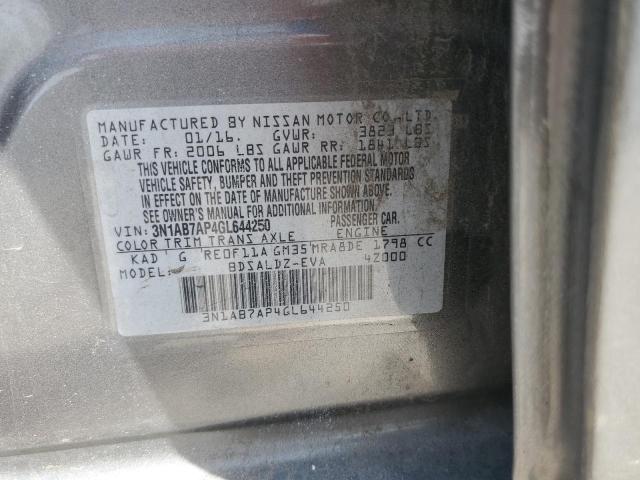 MANUFACTURED BY NISSAN MOTOR CO., LTD.
DATE: 01/16. GVWR: 3823 LBS
GAWR FR: 2006 LBS GAWR RR: 1841 LBS
THIS VEHICLE CONFORMS TO ALL APPLICABLE FEDERAL MOTOR
VEHICLE SAFETY, BUMPER AND THEFT PREVENTION STANDARDS
IN EFFECT ON THE DATE OF MANUFACTURE SHOWN ABOVE.
SEE OWNER'S MANUAL FOR ADDITIONAL INFORMATION.
VIN: 3N1AB7AP4GL644250 PASSENGER CAR.
COLOR TRIM TRANS AXLE ENGINE
KAD G RE0F11A GM35 MRA8DE 1798 CC
MODEL: BDSALDZ-EVA 4Z000
3N1AB7AP4GL644250